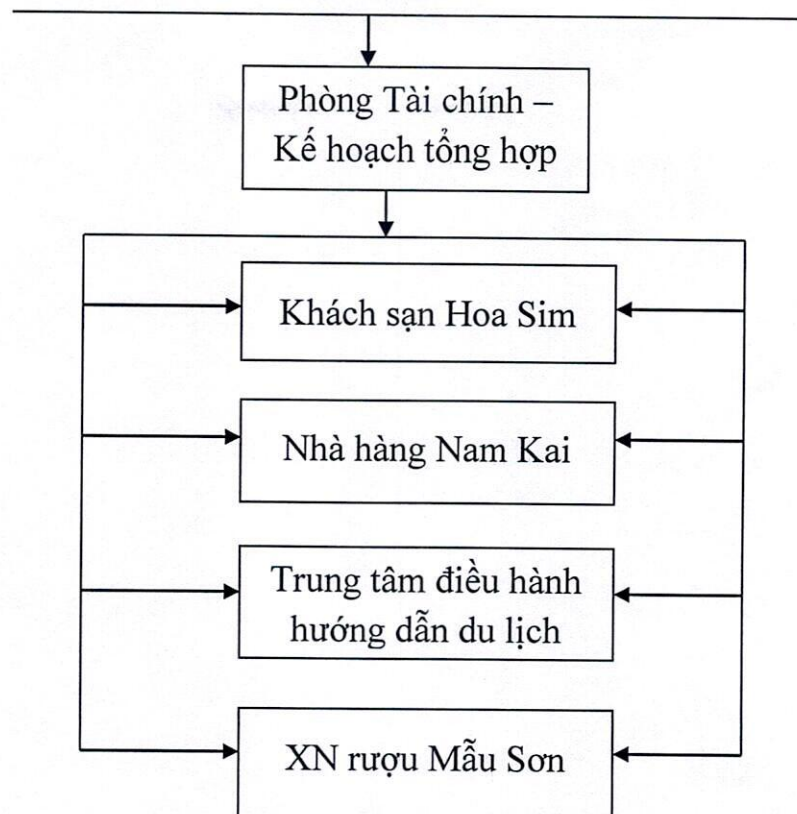 Phòng Tài chính –
Kế hoạch tổng hợp
Khách sạn Hoa Sim
Nhà hàng Nam Kai
Trung tâm điều hành
hướng dẫn du lịch
XN rượu Mẫu Sơn